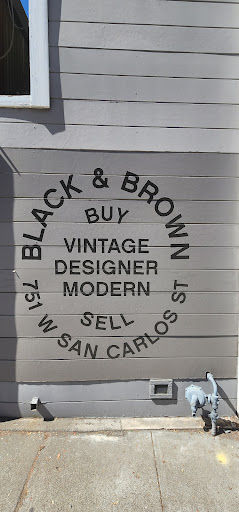 BLACK & BROWN
BUY
VINTAGE
DESIGNER
MODERN
SELL
751 W SAN CARLOS ST